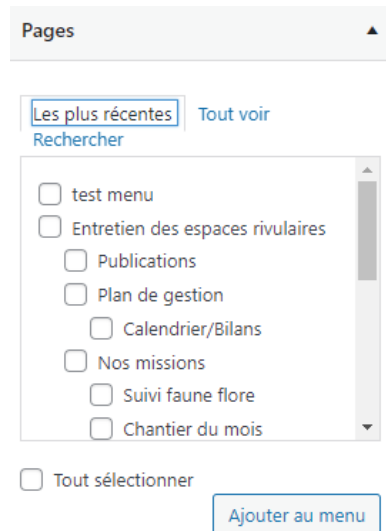 Pages
Les plus récentes Tout voir
Rechercher
test menu
Entretien des espaces rivulaires
Publications
Plan de gestion
Calendrier/Bilans
Nos missions
Suivi faune flore
Chantier du mois
Tout sélectionner
Ajouter au menu